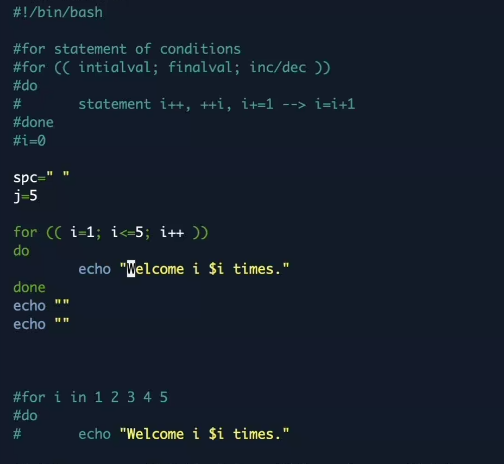 #!/bin/bash
#for statement of conditions
#for (( intialval; finalval; inc/dec ))
#do
#       statement i++, ++i, i+=1 --> i=i+1
#done
#i=0
spc=" "
j=5
for (( i=1; i<=5; i++ ))
do
        echo "Welcome i $i times."
done
echo ""
echo ""
#for i in 1 2 3 4 5
#do
#       echo "Welcome i $i times."